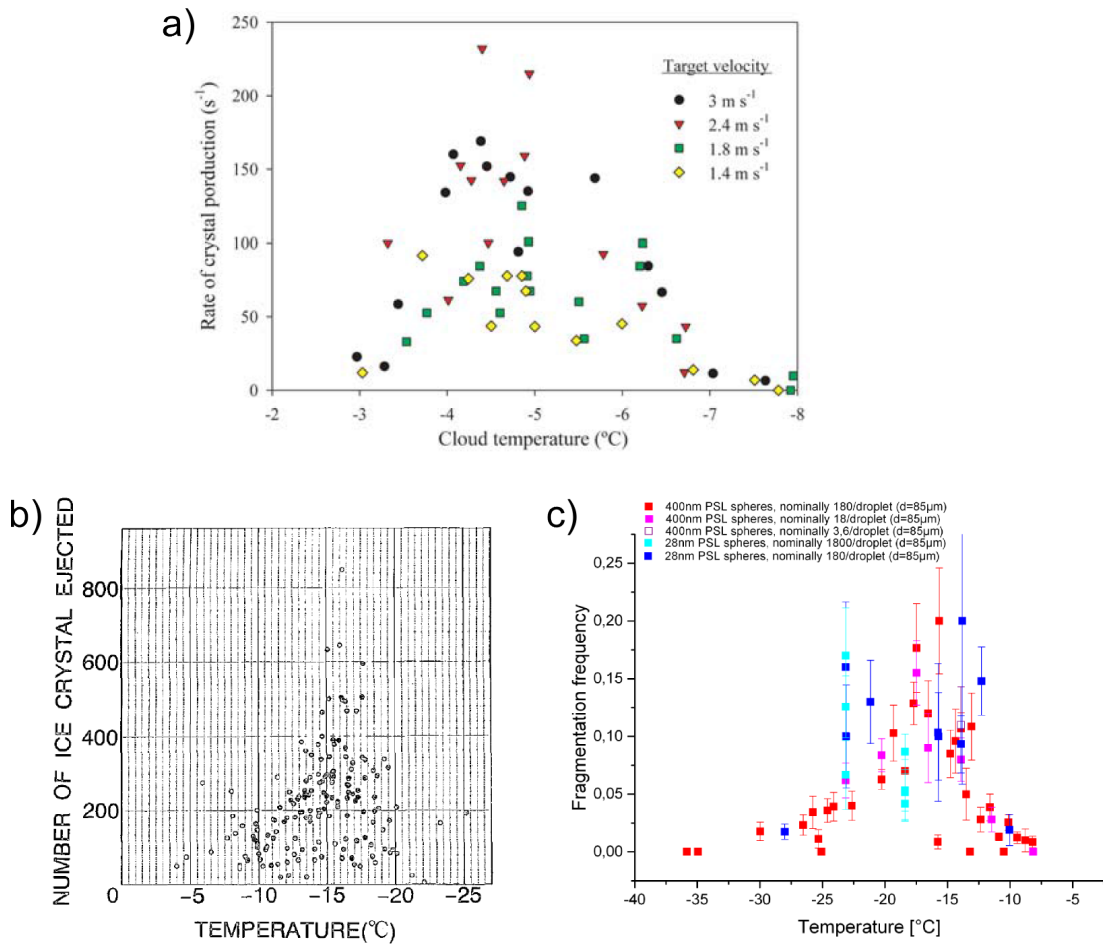 a)
250
200
150
100
50
0
Rate of crystal porduction (s⁻¹)
Target velocity
3 m s⁻¹
2.4 m s⁻¹
1.8 m s⁻¹
1.4 m s⁻¹
-2 -3 -4 -5 -6 -7 -8
Cloud temperature (ºC)
b)
NUMBER OF ICE CRYSTAL EJECTED
800
600
400
200
0
0 -5 -10 -15 -20 -25
TEMPERATURE(℃)
c)
400nm PSL spheres, nominally 180/droplet (d=85µm)
400nm PSL spheres, nominally 18/droplet (d=85µm)
400nm PSL spheres, nominally 3,6/droplet (d=85µm)
28nm PSL spheres, nominally 1800/droplet (d=85µm)
28nm PSL spheres, nominally 180/droplet (d=85µm)
0,25
0,20
0,15
0,10
0,05
0,00
Fragmentation frequency
-40 -35 -30 -25 -20 -15 -10 -5 0
Temperature [°C]